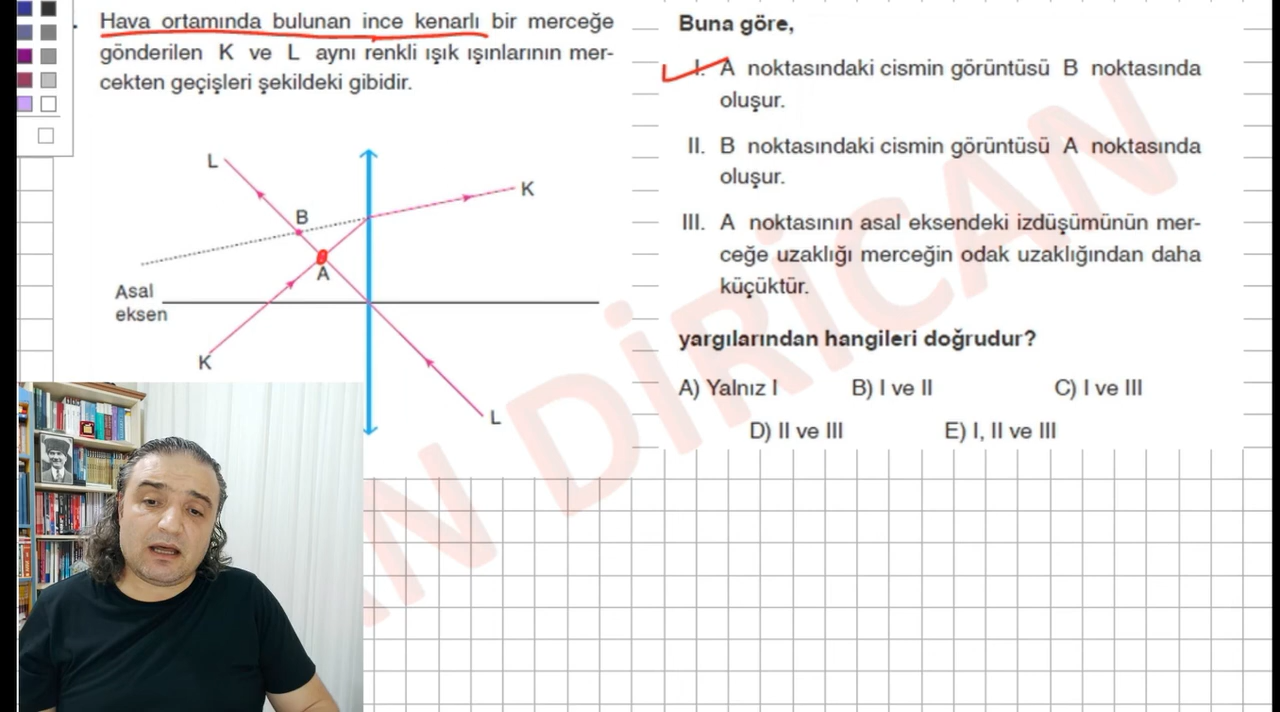 Hava ortamında bulunan ince kenarlı bir merceğe
gönderilen K ve L aynı renkli ışık ışınlarının mer-
cekten geçişleri şekildeki gibidir.
L
K
B
A
Asal
eksen
K
L
Buna göre,
I. A noktasındaki cismin görüntüsü B noktasında
oluşur.
II. B noktasındaki cismin görüntüsü A noktasında
oluşur.
III. A noktasının asal eksendeki izdüşümünün mer-
ceğe uzaklığı merceğin odak uzaklığından daha
küçüktür.
yargılarından hangileri doğrudur?
A) Yalnız I B) I ve II C) I ve III
D) II ve III E) I, II ve III
AN DİRİCAN